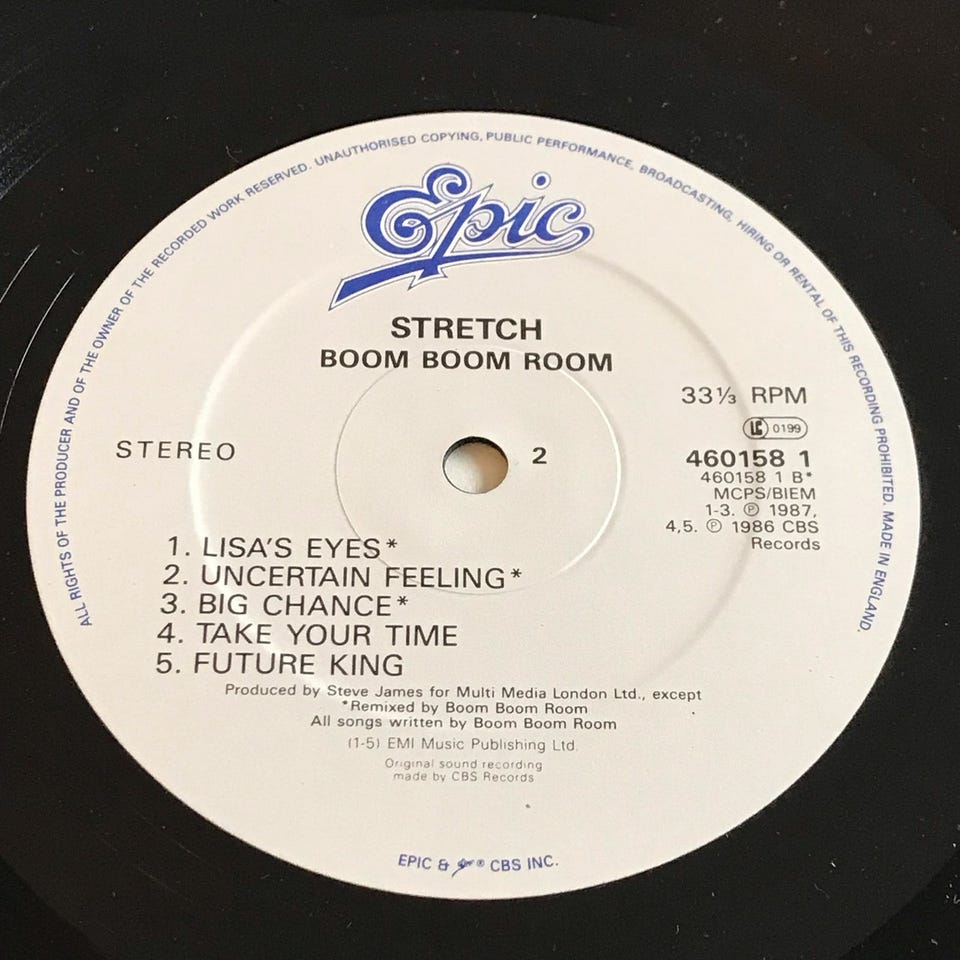 ALL RIGHTS OF THE PRODUCER AND OF THE OWNER OF THE RECORDED WORK RESERVED. UNAUTHORISED COPYING, PUBLIC PERFORMANCE, BROADCASTING, HIRING OR RENTAL OF THIS RECORDING PROHIBITED. MADE IN ENGLAND.
Epic
STRETCH
BOOM BOOM ROOM
33⅓ RPM
LC 0199
STEREO
2
460158 1
460158 1 B*
MCPS/BIEM
1-3. Ⓟ 1987,
4,5. Ⓟ 1986 CBS
Records
1. LISA'S EYES*
2. UNCERTAIN FEELING*
3. BIG CHANCE*
4. TAKE YOUR TIME
5. FUTURE KING
Produced by Steve James for Multi Media London Ltd., except
*Remixed by Boom Boom Room
All songs written by Boom Boom Room
(1-5) EMI Music Publishing Ltd.
Original sound recording
made by CBS Records
EPIC & Epic® CBS INC.